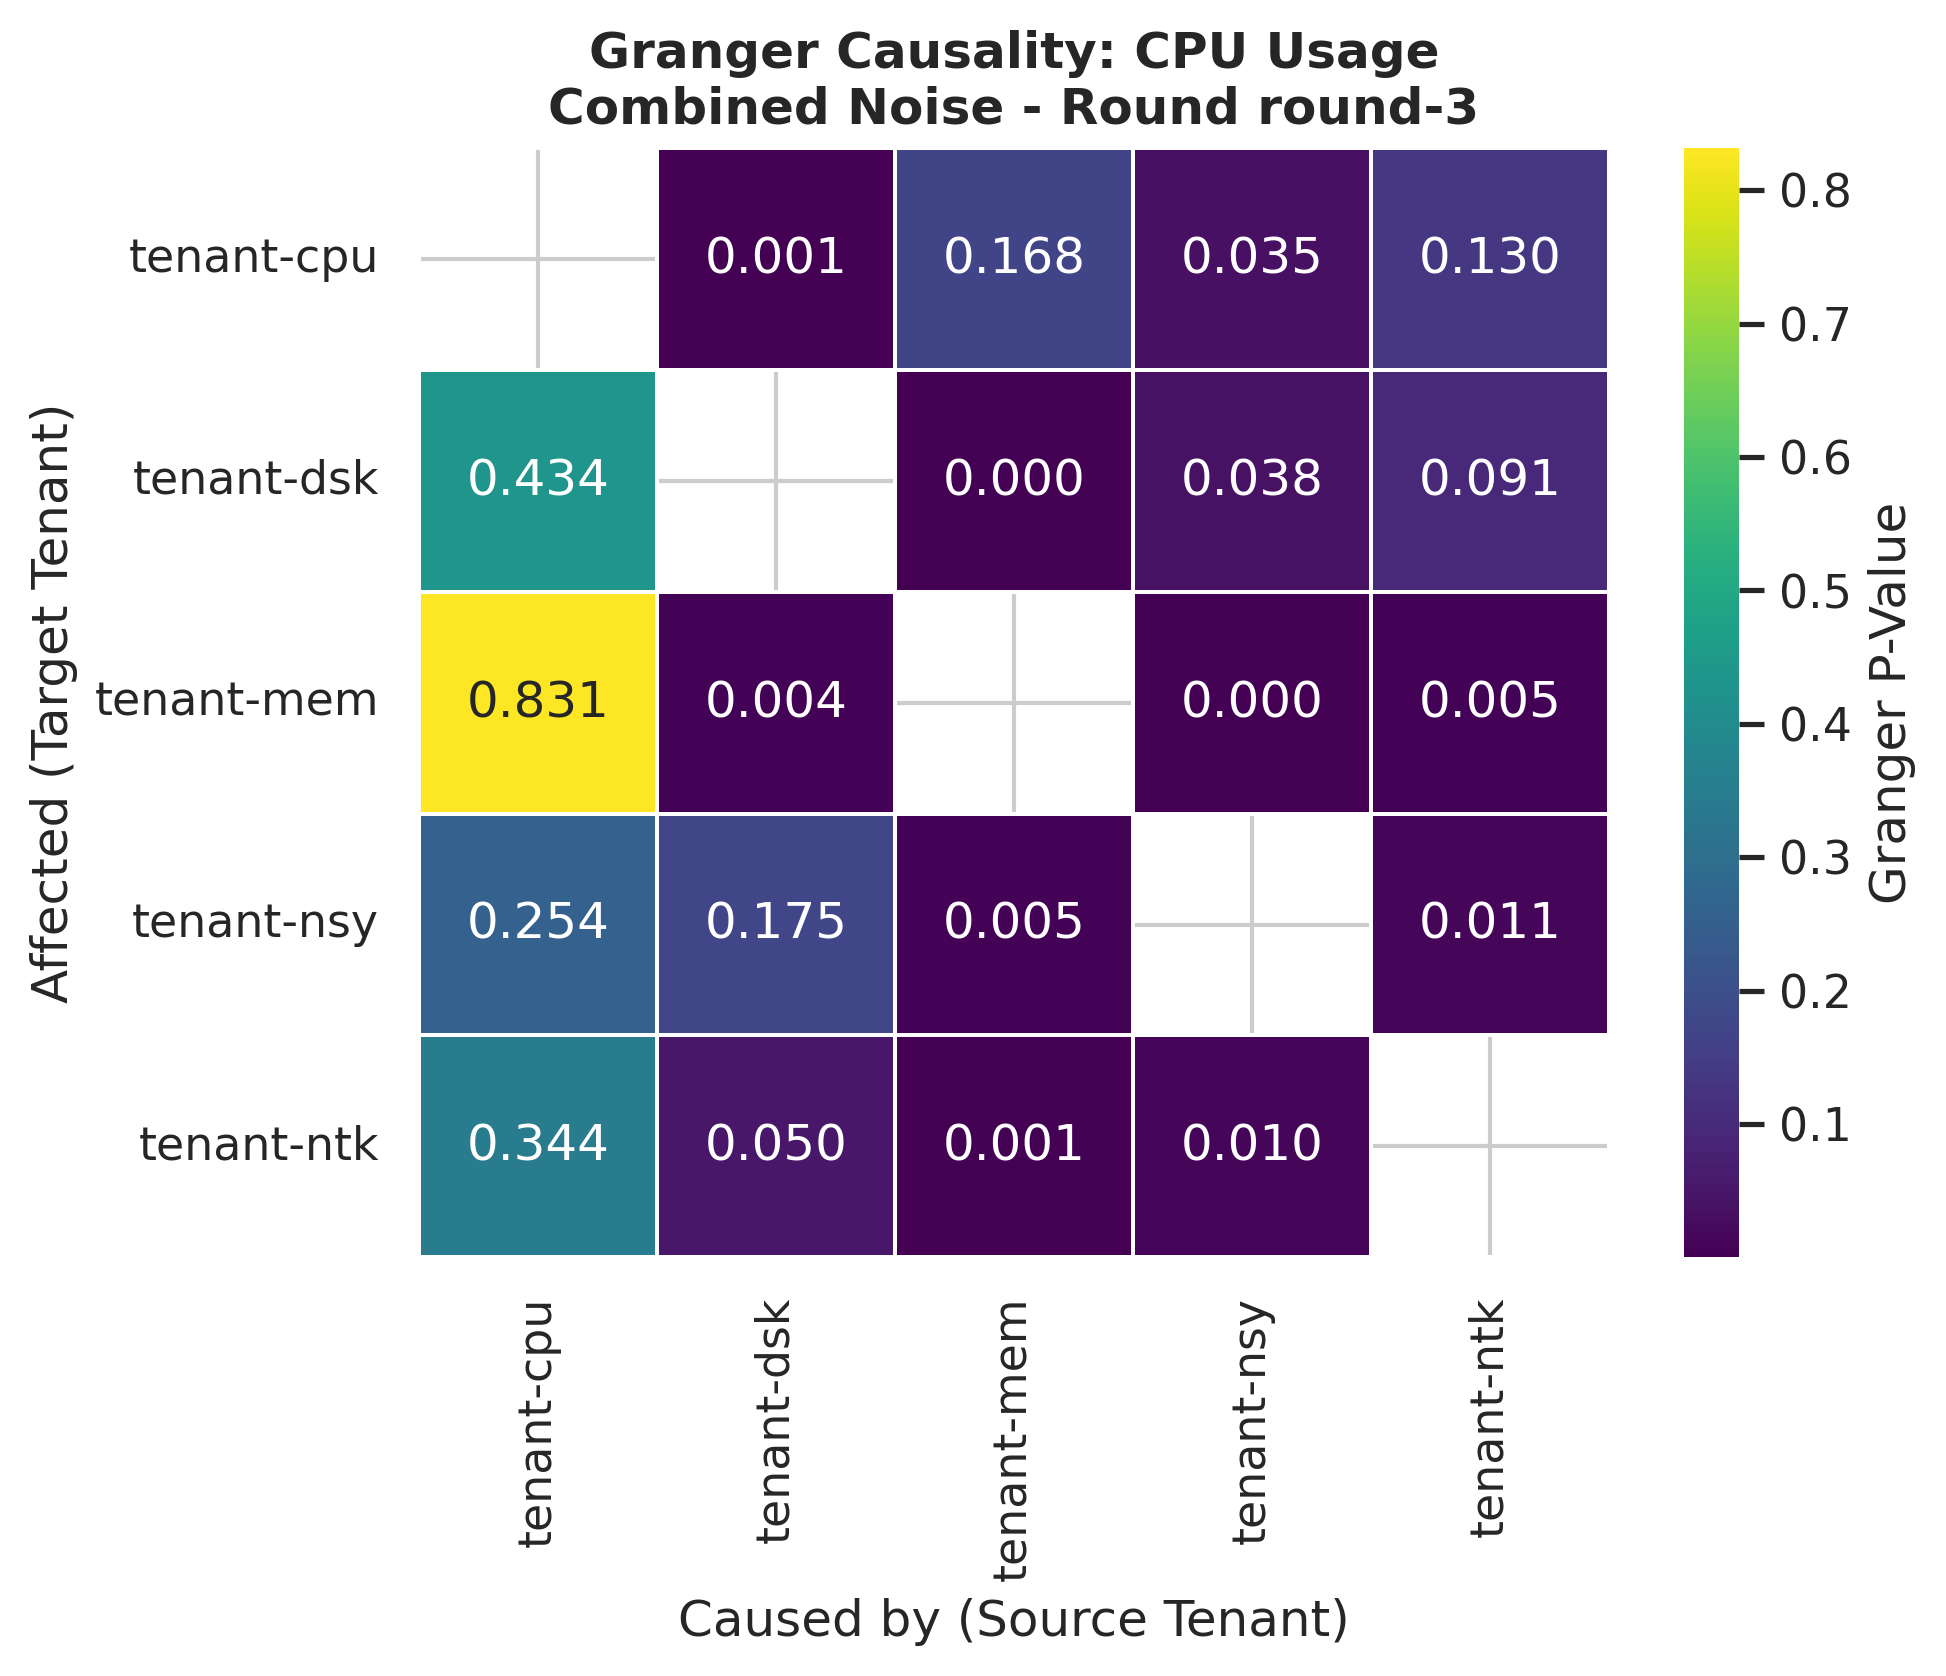 Granger Causality: CPU Usage
Combined Noise - Round round-3
Affected (Target Tenant)
tenant-cpu 0.001 0.168 0.035 0.130
tenant-dsk 0.434 0.000 0.038 0.091
tenant-mem 0.831 0.004 0.000 0.005
tenant-nsy 0.254 0.175 0.005 0.011
tenant-ntk 0.344 0.050 0.001 0.010
tenant-cpu tenant-dsk tenant-mem tenant-nsy tenant-ntk
Caused by (Source Tenant)
0.8
0.7
0.6
0.5
0.4
0.3
0.2
0.1
Granger P-Value